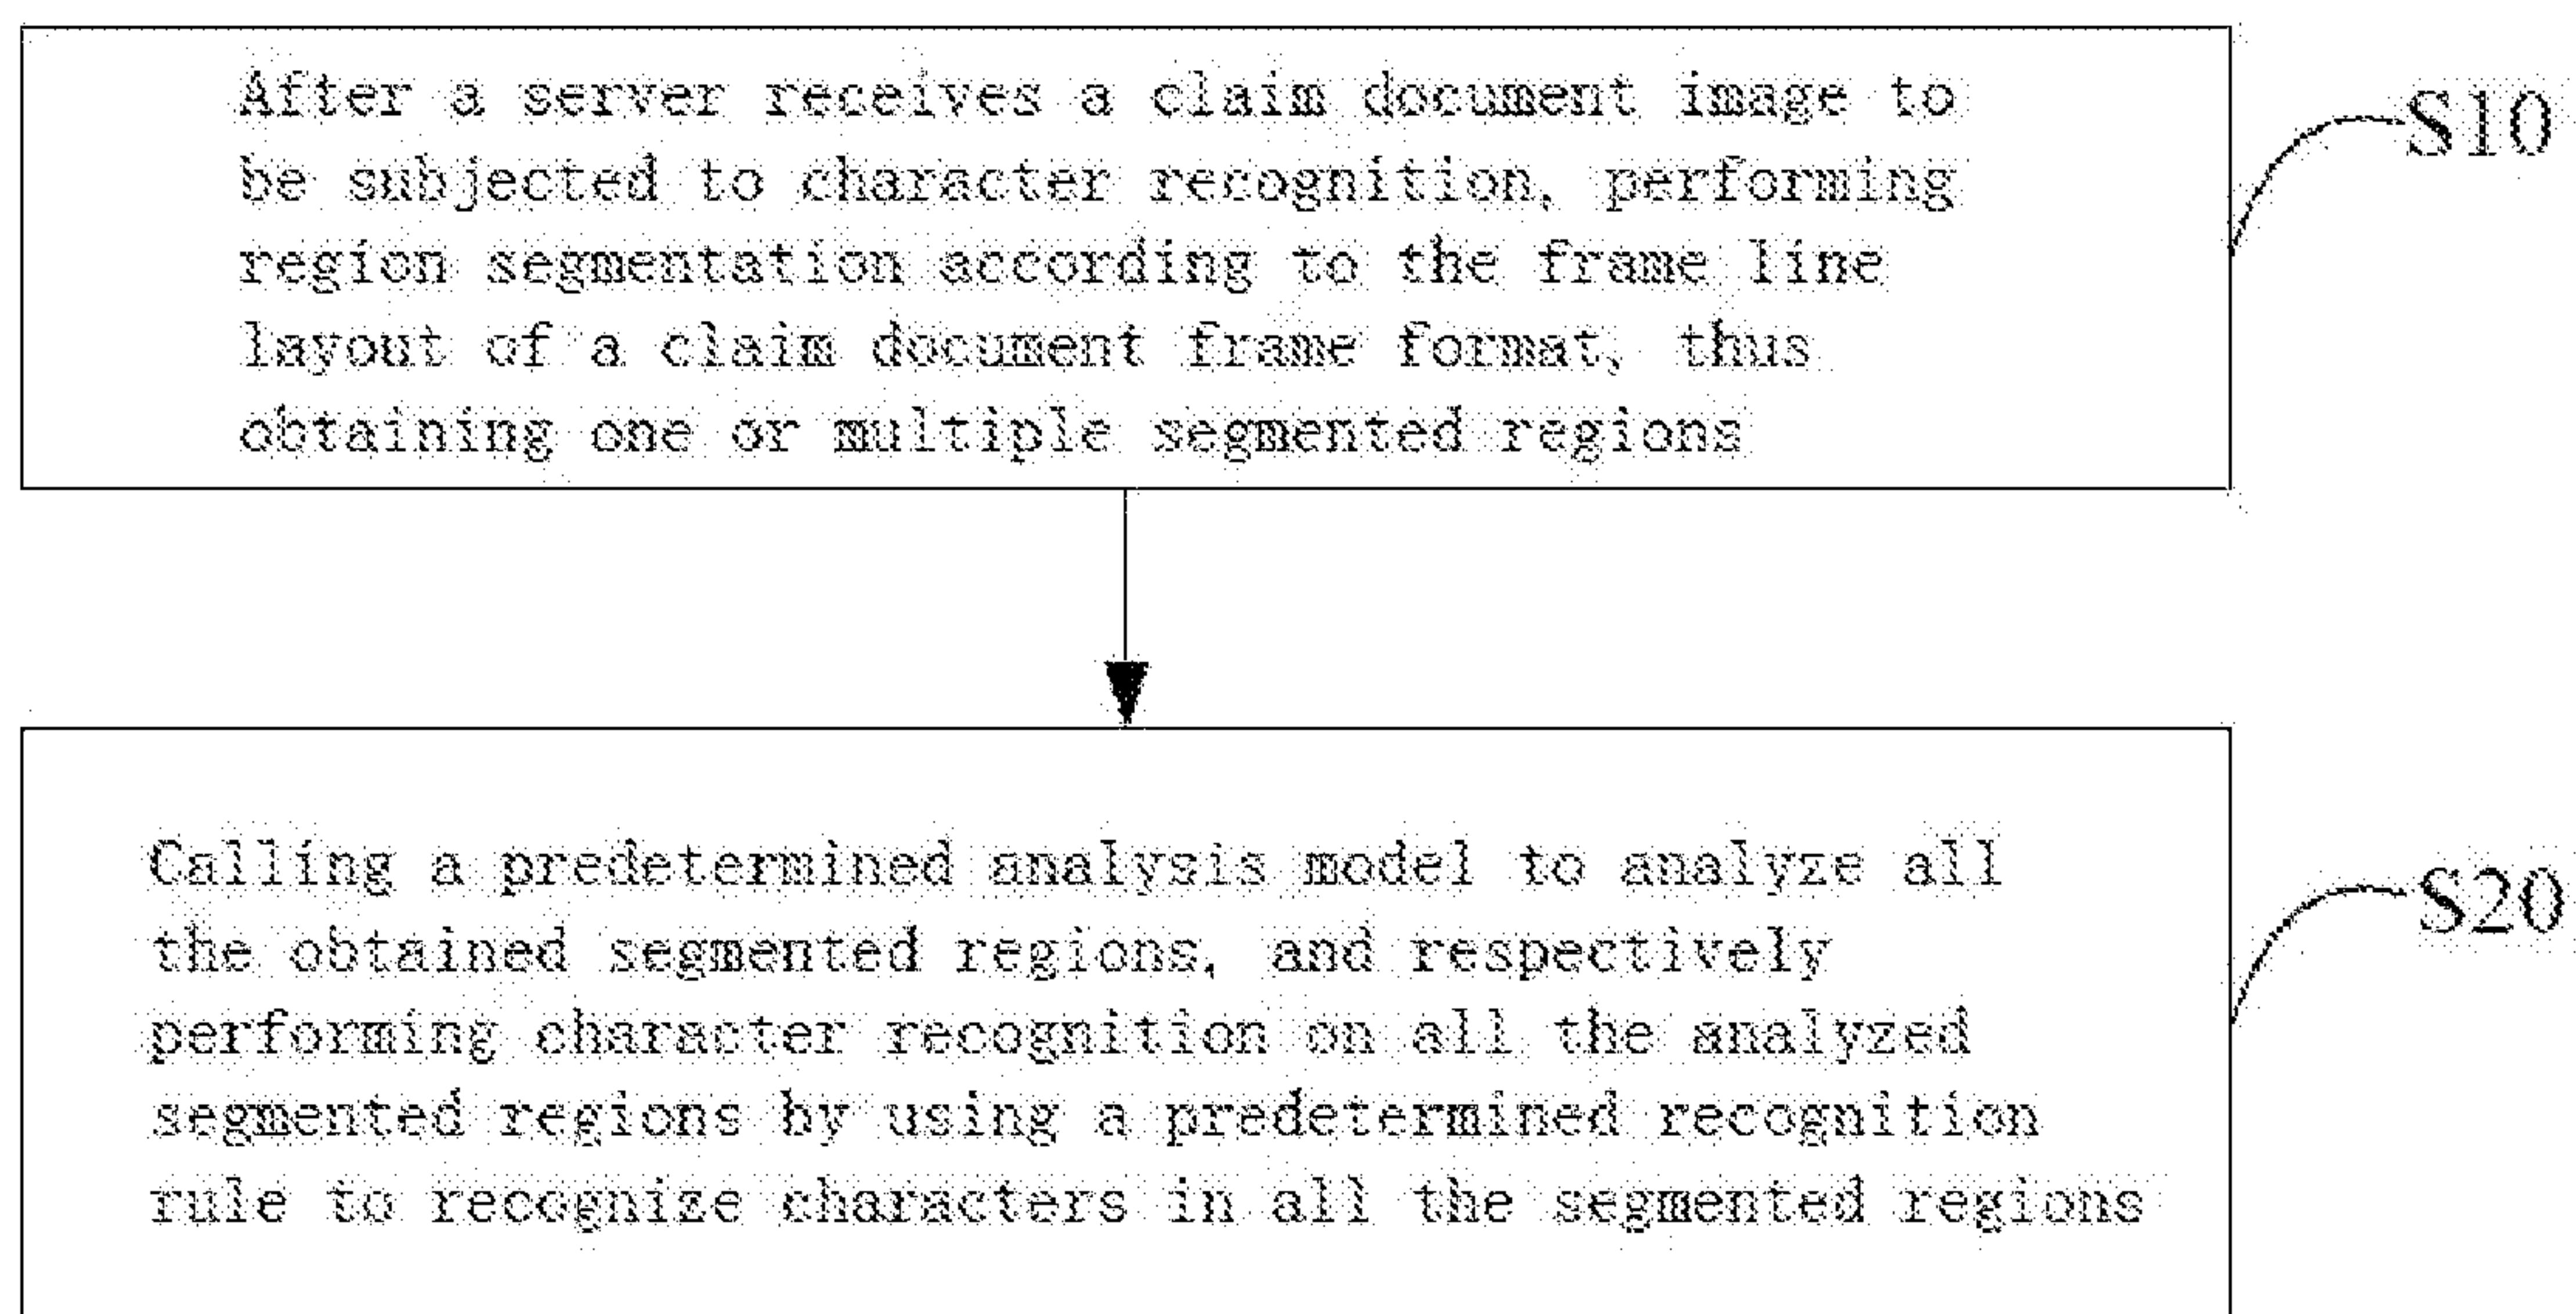 After a server receives a claim document image to
be subjected to character recognition, performing
region segmentation according to the frame line
layout of a claim document frame format, thus
obtaining one or multiple segmented regions
S10
Calling a predetermined analysis model to analyze all
the obtained segmented regions, and respectively
performing character recognition on all the analyzed
segmented regions by using a predetermined recognition
rule to recognize characters in all the segmented regions
S20